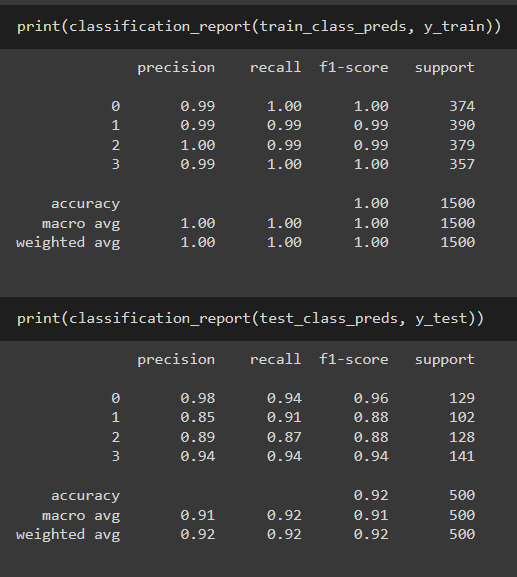 print(classification_report(train_class_preds, y_train))
precision recall f1-score support
0 0.99 1.00 1.00 374
1 0.99 0.99 0.99 390
2 1.00 0.99 0.99 379
3 0.99 1.00 1.00 357
accuracy 1.00 1500
macro avg 1.00 1.00 1.00 1500
weighted avg 1.00 1.00 1.00 1500
print(classification_report(test_class_preds, y_test))
precision recall f1-score support
0 0.98 0.94 0.96 129
1 0.85 0.91 0.88 102
2 0.89 0.87 0.88 128
3 0.94 0.94 0.94 141
accuracy 0.92 500
macro avg 0.91 0.92 0.91 500
weighted avg 0.92 0.92 0.92 500